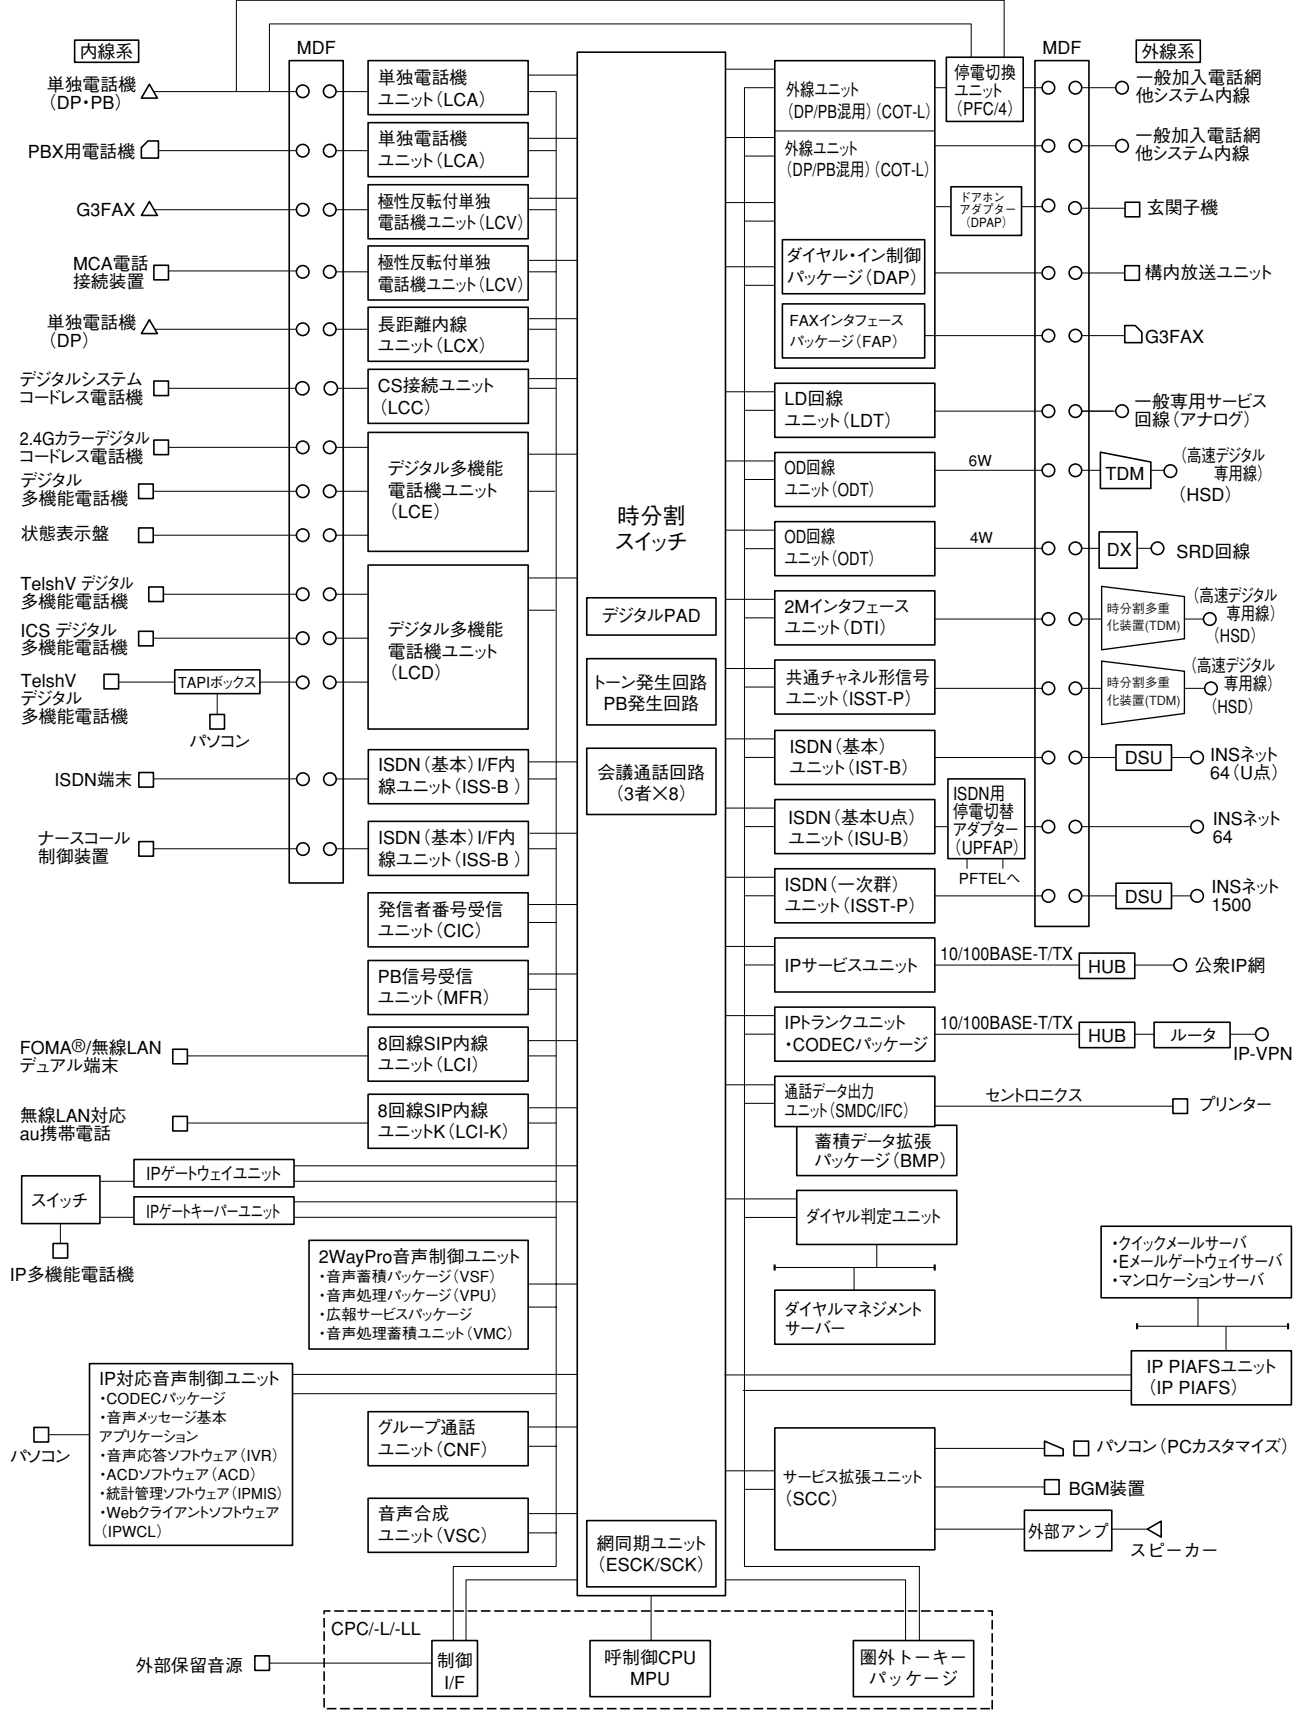 内線系
MDF
単独電話機
（DP・PB）
PBX用電話機
G3FAX
MCA電話
接続装置
単独電話機
（DP）
デジタルシステム
コードレス電話機
2.4Gカラーデジタル
コードレス電話機
デジタル
多機能電話機
状態表示盤
TelshV デジタル
多機能電話機
ICS デジタル
多機能電話機
TelshV
デジタル
多機能電話機
TAPIボックス
パソコン
ISDN端末
ナースコール
制御装置
FOMA®/無線LAN
デュアル端末
無線LAN対応
au携帯電話
スイッチ
IP多機能電話機
IPゲートウェイユニット
IPゲートキーパーユニット
単独電話機
ユニット（LCA）
単独電話機
ユニット（LCA）
極性反転付単独
電話機ユニット（LCV）
極性反転付単独
電話機ユニット（LCV）
長距離内線
ユニット（LCX）
CS接続ユニット
（LCC）
デジタル多機能
電話機ユニット
（LCE）
デジタル多機能
電話機ユニット
（LCD）
ISDN（基本）I/F内
線ユニット（ISS-B ）
ISDN（基本）I/F内
線ユニット（ISS-B ）
発信者番号受信
ユニット（CIC）
PB信号受信
ユニット（MFR）
8回線SIP内線
ユニット（LCI）
8回線SIP内線
ユニットK（LCI-K）
2WayPro音声制御ユニット
・音声蓄積パッケージ（VSF）
・音声処理パッケージ（VPU）
・広報サービスパッケージ
・音声処理蓄積ユニット（VMC）
IP対応音声制御ユニット
・CODECパッケージ
・音声メッセージ基本
アプリケーション
・音声応答ソフトウェア（IVR）
・ACDソフトウェア（ACD）
・統計管理ソフトウェア（IPMIS）
・Webクライアントソフトウェア
（IPWCL）
パソコン
グループ通話
ユニット（CNF）
音声合成
ユニット（VSC）
時分割
スイッチ
デジタルPAD
トーン発生回路
PB発生回路
会議通話回路
（3者×8）
網同期ユニット
（ESCK/SCK）
CPC/-L/-LL
外部保留音源
制御
I/F
呼制御CPU
MPU
圏外トーキー
パッケージ
MDF
外線系
外線ユニット
（DP/PB混用）（COT-L）
停電切換
ユニット
（PFC/4）
一般加入電話網
他システム内線
外線ユニット
（DP/PB混用）（COT-L）
一般加入電話網
他システム内線
ドアホン
アダプター
（DPAP）
玄関子機
ダイヤル・イン制御
パッケージ（DAP）
構内放送ユニット
FAXインタフェース
パッケージ（FAP）
G3FAX
LD回線
ユニット（LDT）
一般専用サービス
回線（アナログ）
OD回線
ユニット（ODT）
6W
TDM
（高速デジタル
専用線）
（HSD）
OD回線
ユニット（ODT）
4W
DX
SRD回線
2Mインタフェース
ユニット（DTI）
時分割多重
化装置（TDM）
（高速デジタル
専用線）
（HSD）
共通チャネル形信号
ユニット（ISST-P）
時分割多重
化装置（TDM）
（高速デジタル
専用線）
（HSD）
ISDN（基本）
（IST-B）
DSU
INSネット
64（U点）
ISDN（基本U点）
ユニット（ISU-B）
ISDN用
停電切替
アダプター
（UPFAP）
PFTELへ
INSネット
64
ISDN（一次群）
ユニット（ISST-P）
DSU
INSネット
1500
IPサービスユニット
10/100BASE-T/TX
HUB
公衆IP網
IPトランクユニット
・CODECパッケージ
10/100BASE-T/TX
HUB
ルータ
IP-VPN
通話データ出力
ユニット（SMDC/IFC）
セントロニクス
プリンター
蓄積データ拡張
パッケージ（BMP）
ダイヤル判定ユニット
ダイヤルマネジメント
サーバー
・クイックメールサーバ
・Eメールゲートウェイサーバ
・マンロケーションサーバ
IP PIAFSユニット
（IP PIAFS）
サービス拡張ユニット
（SCC）
パソコン（PCカスタマイズ）
BGM装置
外部アンプ
スピーカー